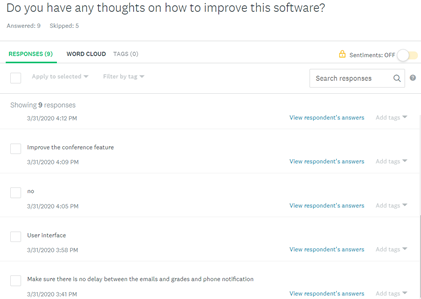 Do you have any thoughts on how to improve this software?
Answered: 9 Skipped: 5
RESPONSES (9) WORD CLOUD TAGS (0) Sentiments: OFF
Apply to selected Filter by tag Search responses
Showing 9 responses
3/31/2020 4:12 PM View respondent's answers Add tags
Improve the conference feature
3/31/2020 4:09 PM View respondent's answers Add tags
no
3/31/2020 4:05 PM View respondent's answers Add tags
User Interface
3/31/2020 3:58 PM View respondent's answers Add tags
Make sure there is no delay between the emails and grades and phone notification
3/31/2020 3:41 PM View respondent's answers Add tags